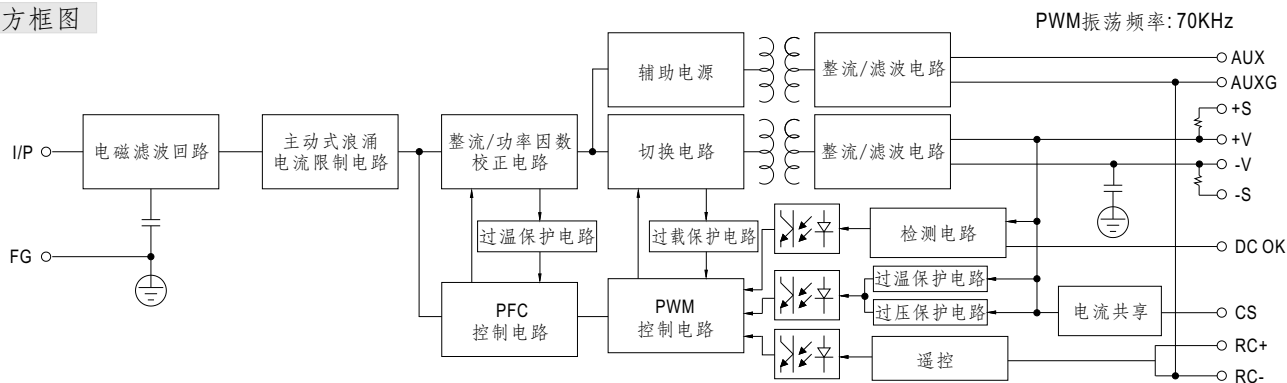 方框图
PWM振荡频率:70KHz
辅助电源
整流/滤波电路
AUX
AUXG
+S
I/P
电磁滤波回路
主动式浪涌
电流限制电路
整流/功率因数
校正电路
切换电路
整流/滤波电路
+V
-V
-S
FG
过温保护电路
过载保护电路
检测电路
DC OK
PFC
控制电路
PWM
控制电路
过温保护电路
过压保护电路
电流共享
CS
遥控
RC+
RC-